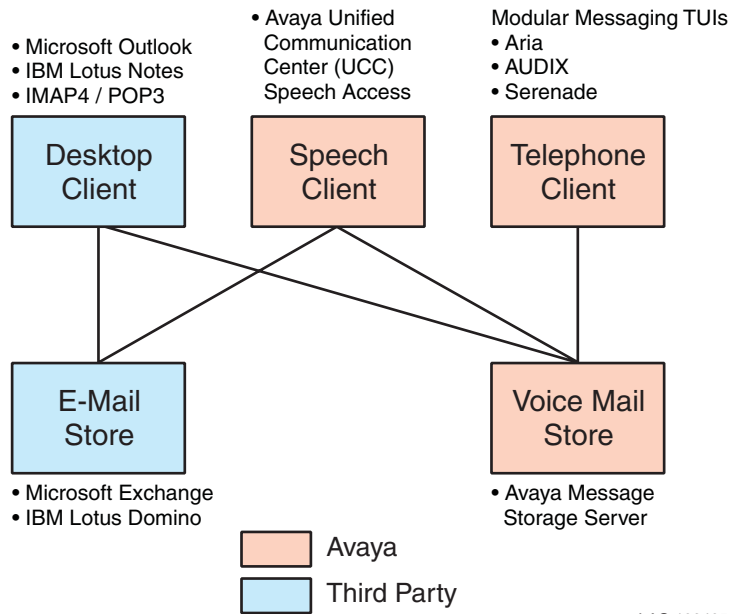 • Microsoft Outlook
• IBM Lotus Notes
• IMAP4 / POP3
• Avaya Unified
Communication
Center (UCC)
Speech Access
Modular Messaging TUIs
• Aria
• AUDIX
• Serenade
Desktop
Client
Speech
Client
Telephone
Client
E-Mail
Store
Voice Mail
Store
• Microsoft Exchange
• IBM Lotus Domino
• Avaya Message
Storage Server
Avaya
Third Party